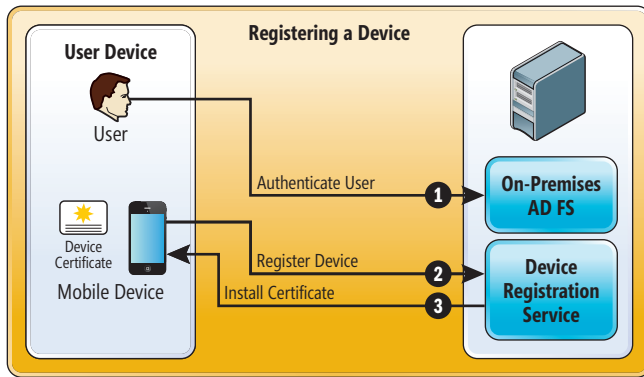 Registering a Device
User Device
User
Authenticate User
1
On-Premises
AD FS
Device
Certificate
Mobile Device
Register Device
2
Install Certificate
3
Device
Registration
Service